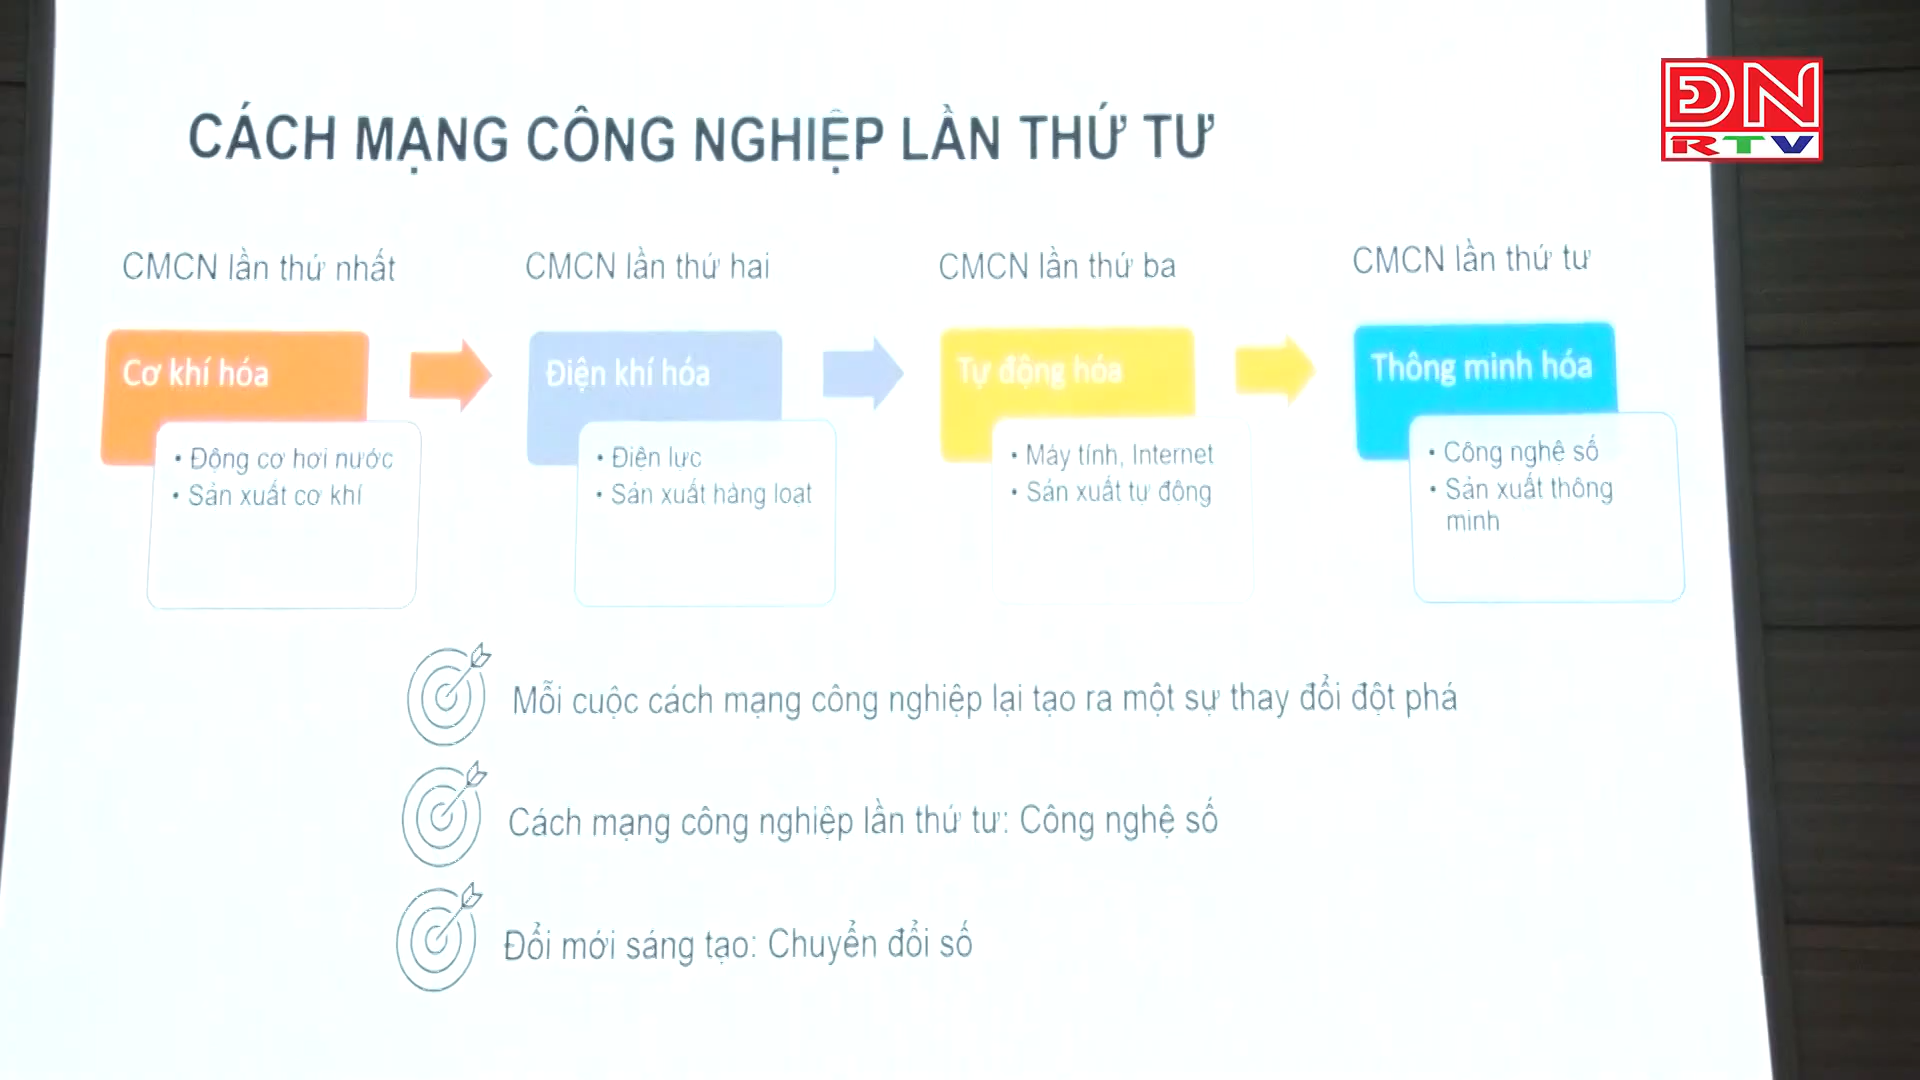 ĐN
RTV
CÁCH MẠNG CÔNG NGHIỆP LẦN THỨ TƯ
CMCN lần thứ nhất
CMCN lần thứ hai
CMCN lần thứ ba
CMCN lần thứ tư
Cơ khí hóa
Điện khí hóa
Tự động hóa
Thông minh hóa
• Động cơ hơi nước
• Sản xuất cơ khí
• Điện lực
• Sản xuất hàng loạt
• Máy tính, Internet
• Sản xuất tự động
• Công nghệ số
• Sản xuất thông
minh
Mỗi cuộc cách mạng công nghiệp lại tạo ra một sự thay đổi đột phá
Cách mạng công nghiệp lần thứ tư: Công nghệ số
Đổi mới sáng tạo: Chuyển đổi số